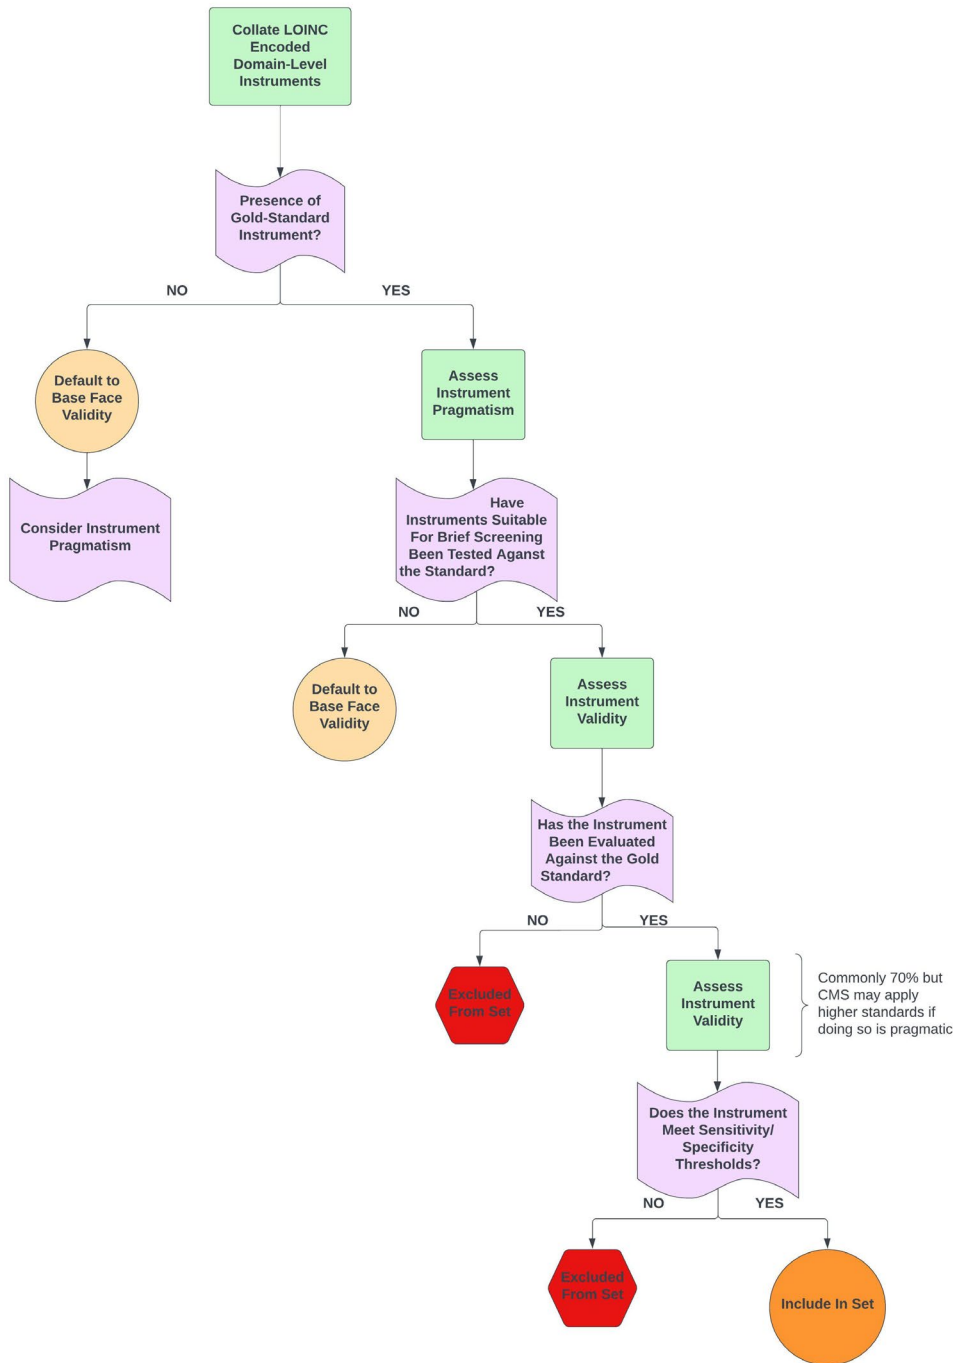 Collate LOINC
Encoded
Domain-Level
Instruments
Presence of
Gold-Standard
Instrument?
NO
YES
Default to
Base Face
Validity
Assess
Instrument
Pragmatism
Consider Instrument
Pragmatism
Have
Instruments Suitable
For Brief Screening
Been Tested Aganst
the Standard?
NO
YES
Default to
Base Face
Validity
Assess
Instrument
Validity
Has the Instrument
Been Evaluated
Against the Gold
Standard?
NO
YES
Excluded
From Set
Assess
Instrument
Validity
Commonly 70% but
CMS may apply
higher standards if
doing so is pragmatic
Does the Instrument
Meet Sensitivity/
Specificity
Thresholds?
NO
YES
Excluded
From Set
Include In Set